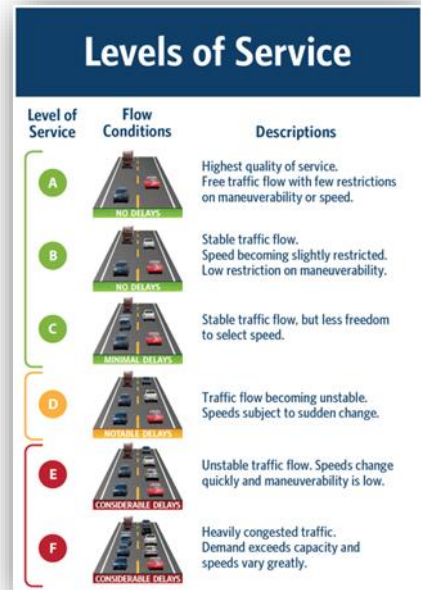 Levels of Service
Level of
Service
Flow
Conditions
Descriptions
A
NO DELAYS
Highest quality of service.
Free traffic flow with few restrictions
on maneuverability or speed.
B
NO DELAYS
Stable traffic flow.
Speed becoming slightly restricted.
Low restriction on maneuverability.
C
MINIMAL DELAYS
Stable traffic flow, but less freedom
to select speed.
D
NOTABLE DELAYS
Traffic flow becoming unstable.
Speeds subject to sudden change.
E
CONSIDERABLE DELAYS
Unstable traffic flow. Speeds change
quickly and maneuverability is low.
F
CONSIDERABLE DELAYS
Heavily congested traffic.
Demand exceeds capacity and
speeds vary greatly.